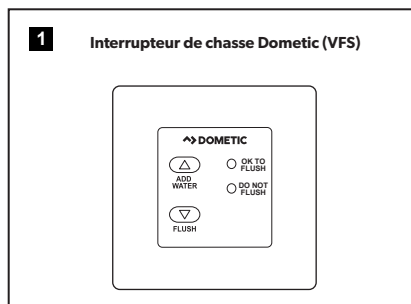 1 Interrupteur de chasse Dometic (VFS)
DOMETIC
ADD
WATER
OK TO
FLUSH
DO NOT
FLUSH
FLUSH